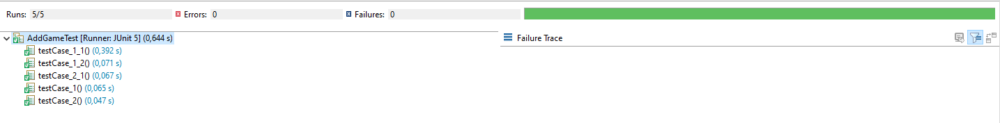 Runs: 5/5 Errors: 0 Failures: 0
AddGameTest [Runner: JUnit 5] (0,644 s)
Failure Trace
testCase_1_1() (0,392 s)
testCase_1_2() (0,071 s)
testCase_2_1() (0,067 s)
testCase_1() (0,065 s)
testCase_2() (0,047 s)